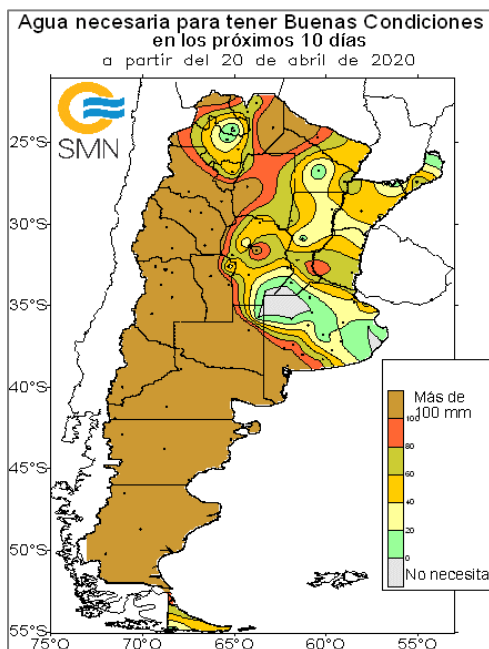 Agua necesaria para tener Buenas Condiciones
en los próximos 10 días
a partir del 20 de abril de 2020
SMN
25°S
30°S
35°S
40°S
45°S
50°S
55°S
75°O
70°O
65°O
60°O
55°O
Más de
100 mm
100
80
60
40
20
0
No necesita